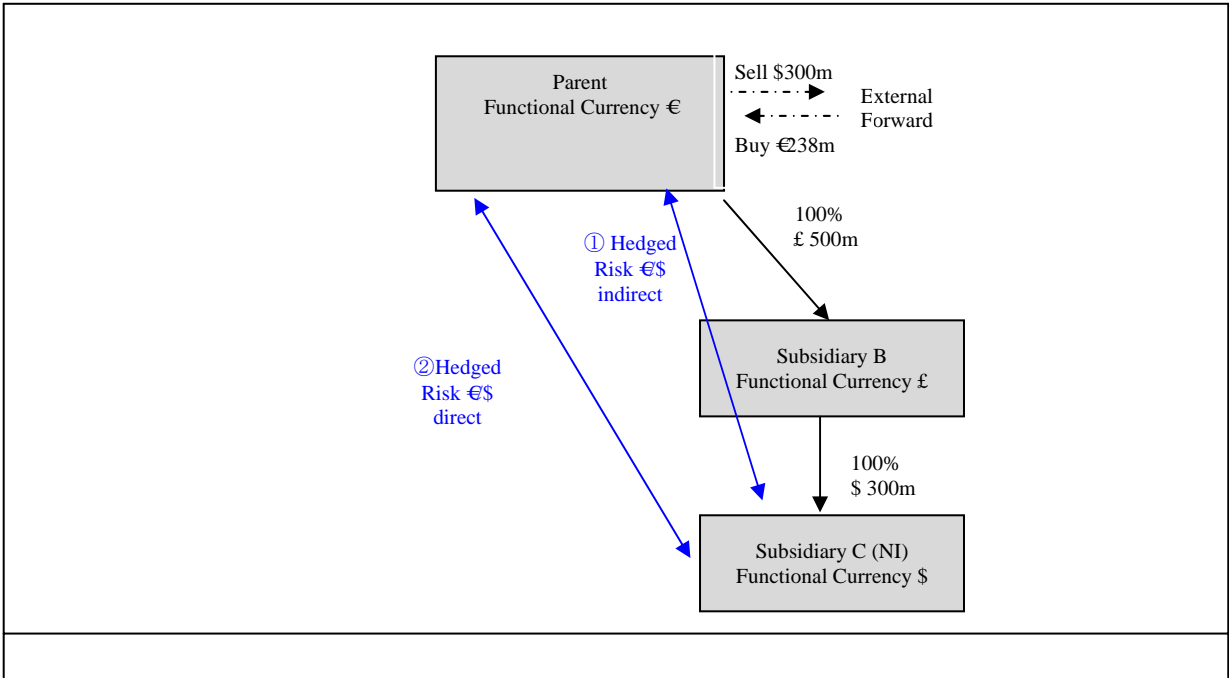 Parent
Functional Currency €
Sell $300m
External
Forward
Buy €238m
100%
£ 500m
① Hedged
Risk €/$
indirect
Subsidiary B
Functional Currency £
②Hedged
Risk €/$
direct
100%
$ 300m
Subsidiary C (NI)
Functional Currency $